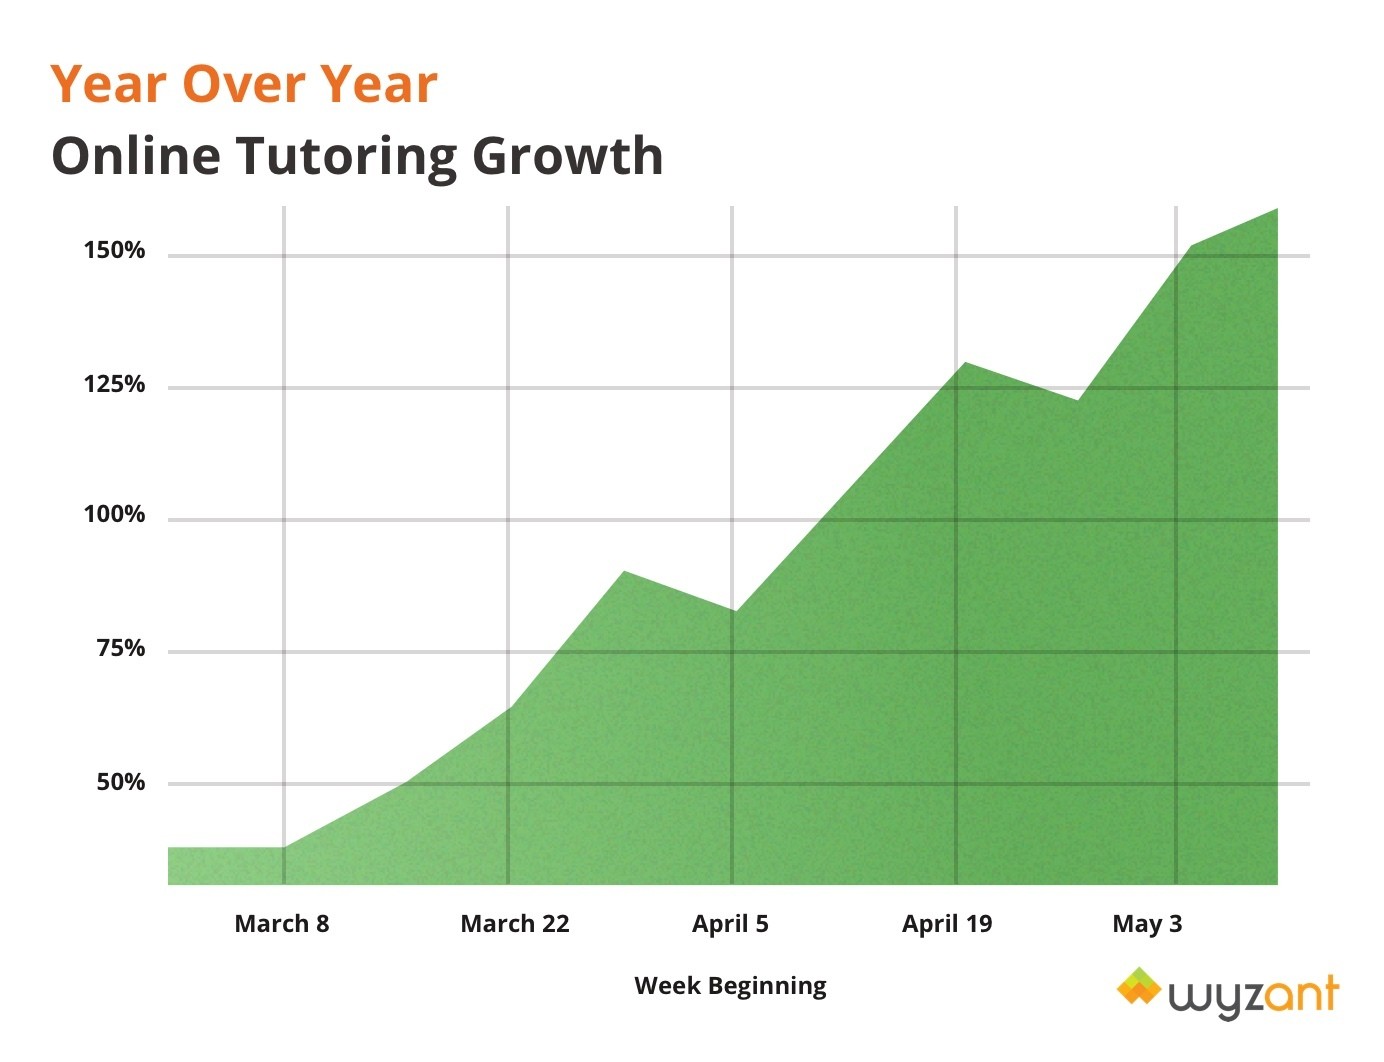 Year Over Year
Online Tutoring Growth
150%
125%
100%
75%
50%
March 8 March 22 April 5 April 19 May 3
Week Beginning
wyzant